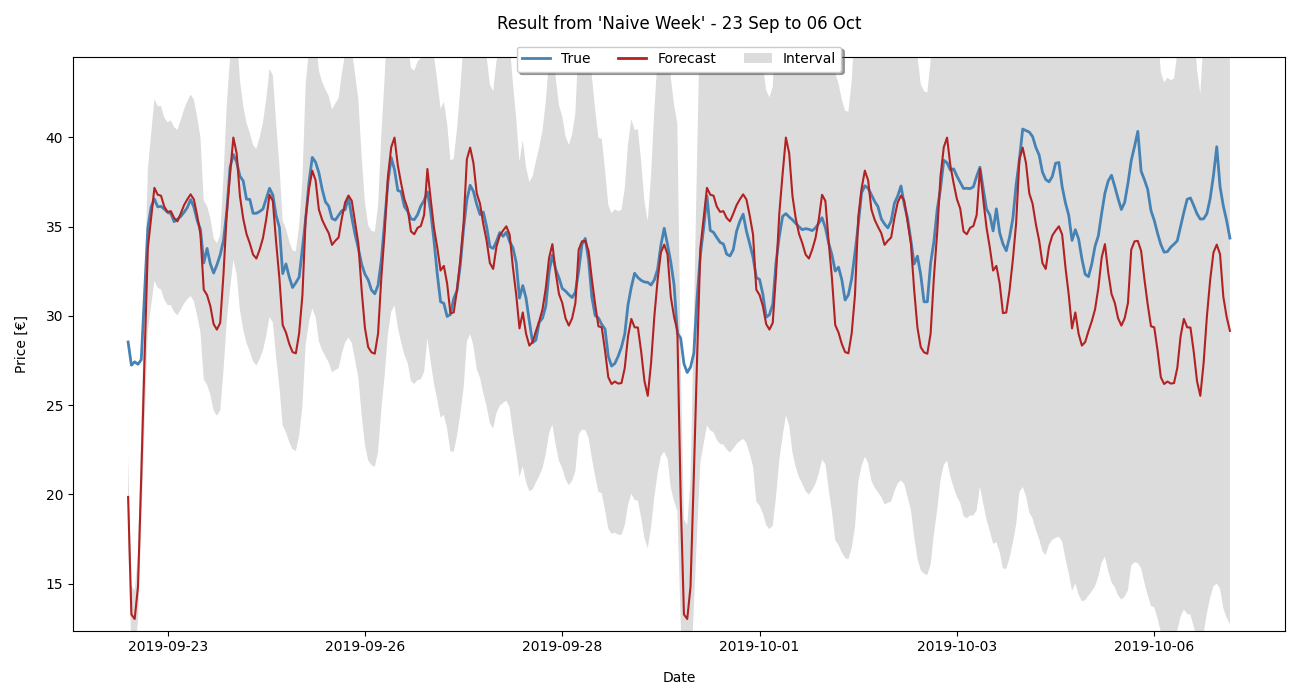 Result from 'Naive Week' - 23 Sep to 06 Oct
True
Forecast
Interval
40
35
30
25
20
15
Price [€]
2019-09-23
2019-09-26
2019-09-28
2019-10-01
2019-10-03
2019-10-06
Date